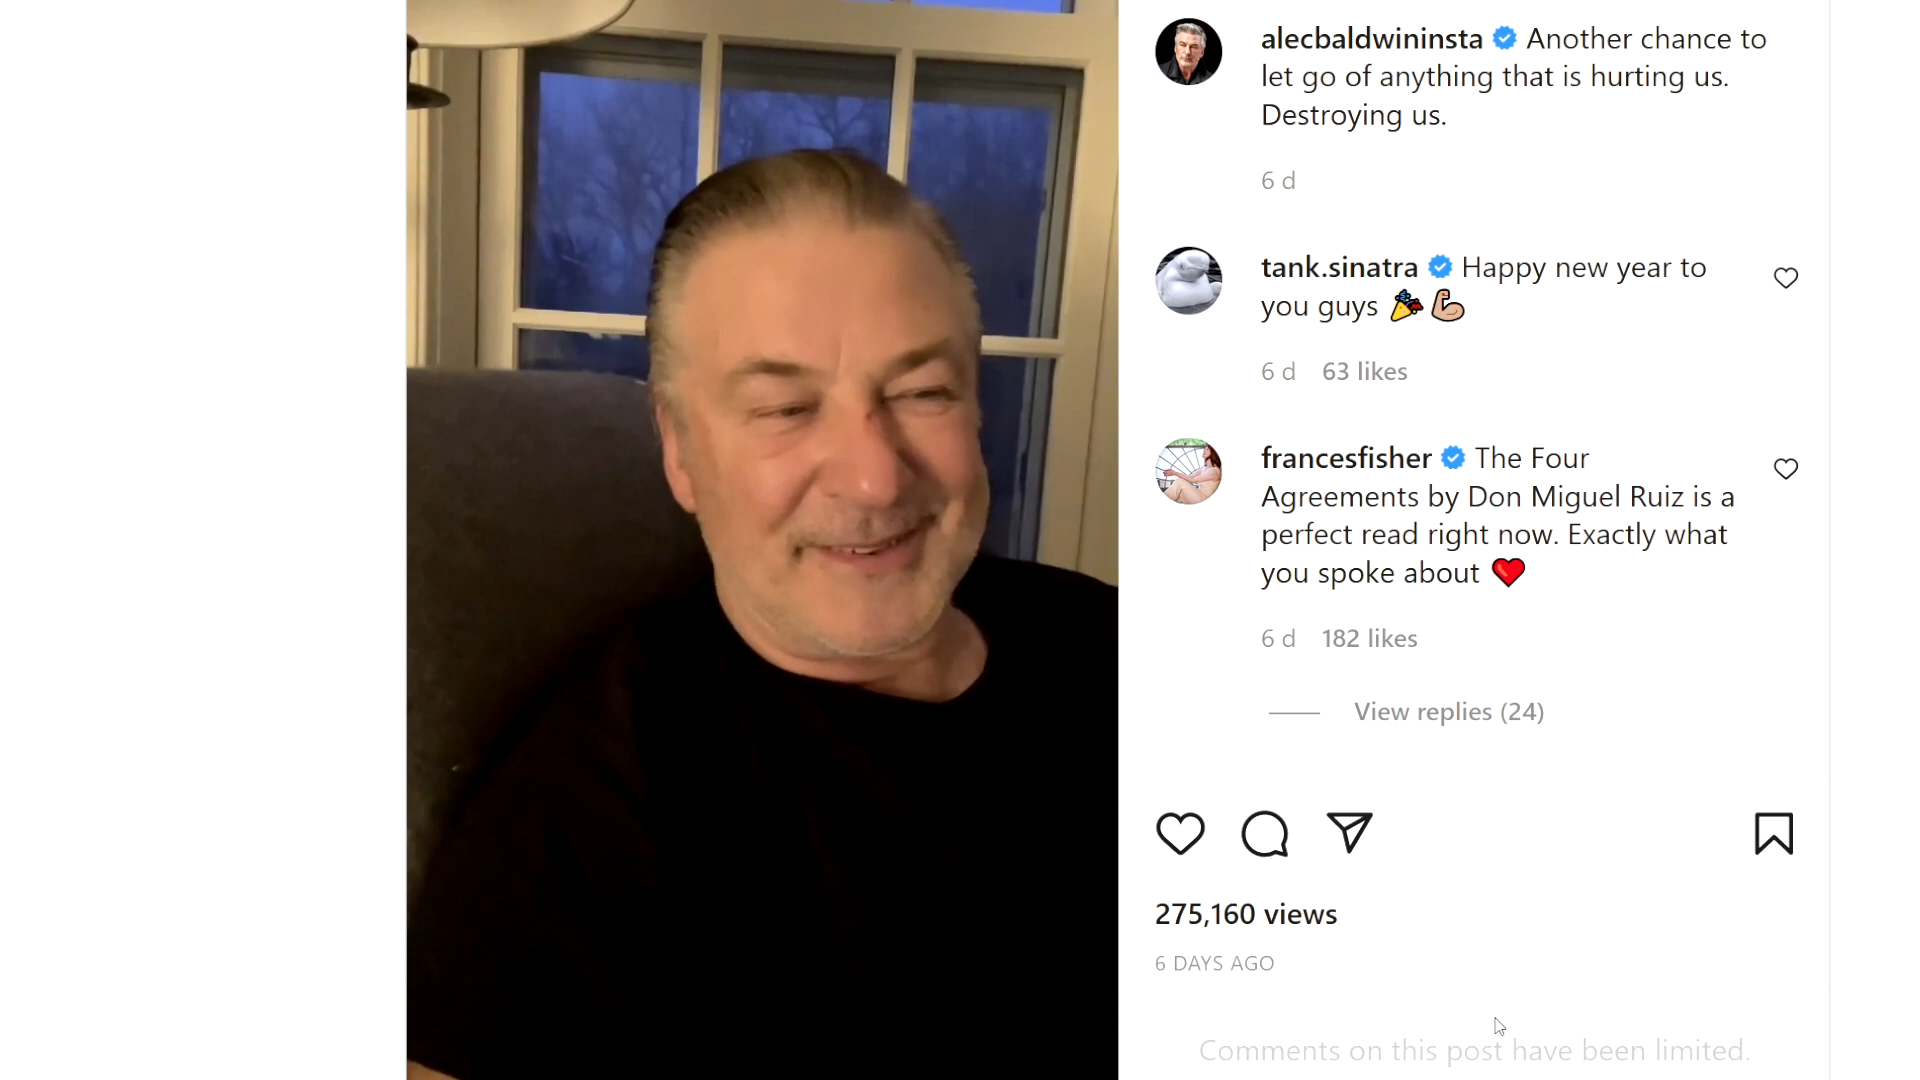 alecbaldwininsta Another chance to
let go of anything that is hurting us.
Destroying us.
6 d
tank.sinatra Happy new year to
you guys 🎉💪🏼
6 d 63 likes
francesfisher The Four
Agreements by Don Miguel Ruiz is a
perfect read right now. Exactly what
you spoke about ❤️
6 d 182 likes
View replies (24)
275,160 views
6 DAYS AGO
Comments on this post have been limited.